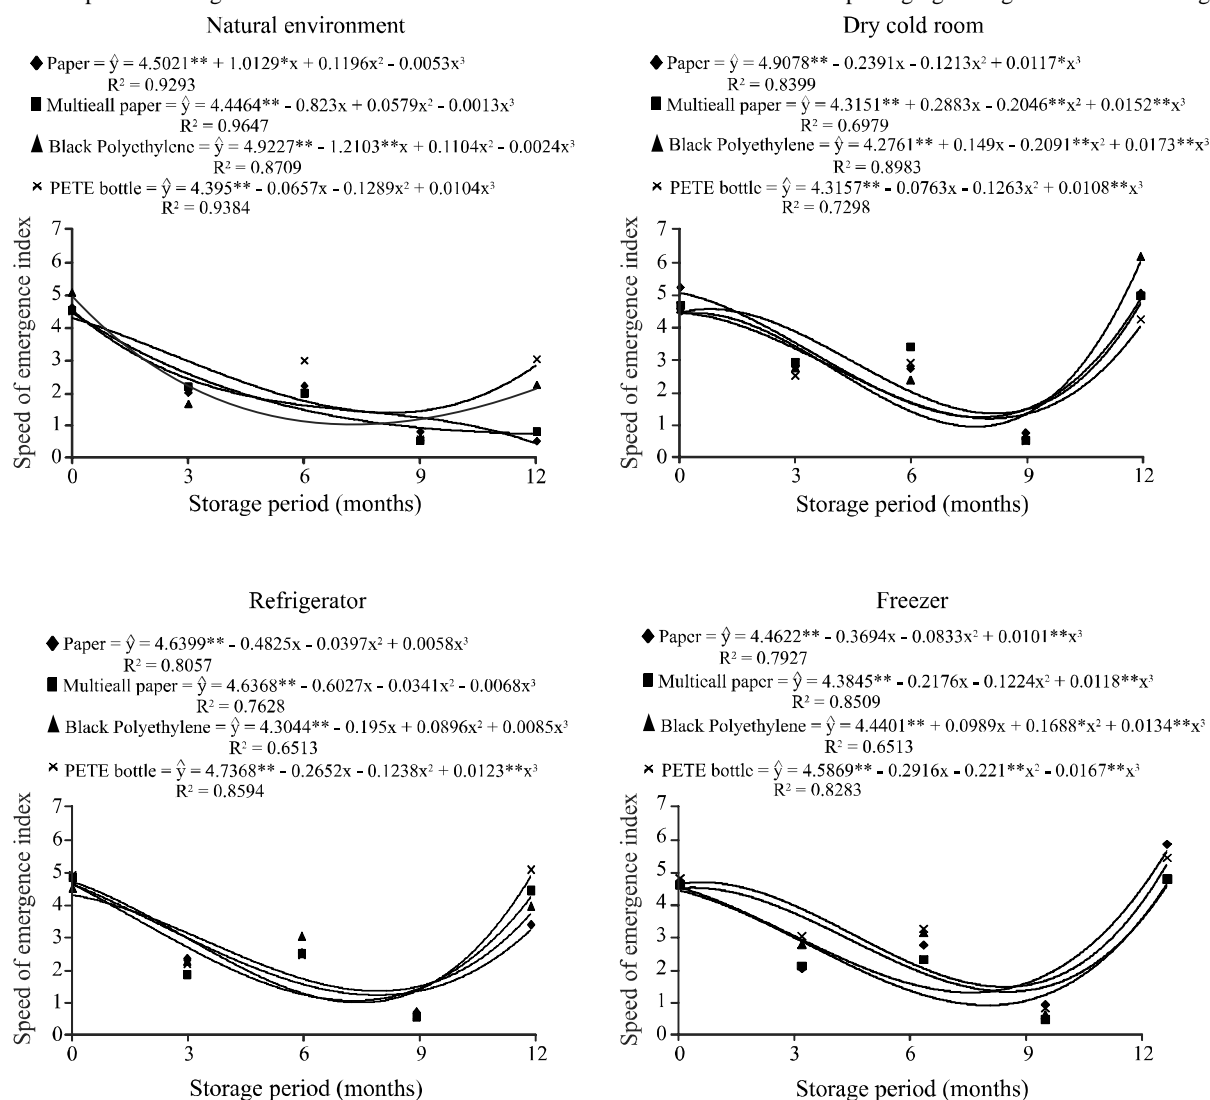 Natural environment
◆ Paper = ŷ = 4.5021** + 1.0129*x + 0.1196x² - 0.0053x³
R² = 0.9293
■ Multieall paper = ŷ = 4.4464** - 0.823x + 0.0579x² - 0.0013x³
R² = 0.9647
▲ Black Polyethylene = ŷ = 4.9227** - 1.2103**x + 0.1104x² - 0.0024x³
R² = 0.8709
× PETE bottle = ŷ = 4.395** - 0.0657x - 0.1289x² + 0.0104x³
R² = 0.9384
Speed of emergence index
7
6
5
4
3
2
1
0
0 3 6 9 12
Storage period (months)
Dry cold room
◆ Paper = ŷ = 4.9078** - 0.2391x - 0.1213x² + 0.0117*x³
R² = 0.8399
■ Multieall paper = ŷ = 4.3151** + 0.2883x - 0.2046**x² + 0.0152**x³
R² = 0.6979
▲ Black Polyethylene = ŷ = 4.2761** + 0.149x - 0.2091**x² + 0.0173**x³
R² = 0.8983
× PETE bottle = ŷ = 4.3157** - 0.0763x - 0.1263x² + 0.0108**x³
R² = 0.7298
Speed of emergence index
7
6
5
4
3
2
1
0
0 3 6 9 12
Storage period (months)
Refrigerator
◆ Paper = ŷ = 4.6399** - 0.4825x - 0.0397x² + 0.0058x³
R² = 0.8057
■ Multieall paper = ŷ = 4.6368** - 0.6027x - 0.0341x² - 0.0068x³
R² = 0.7628
▲ Black Polyethylene = ŷ = 4.3044** - 0.195x + 0.0896x² + 0.0085x³
R² = 0.6513
× PETE bottle = ŷ = 4.7368** - 0.2652x - 0.1238x² + 0.0123**x³
R² = 0.8594
Speed of emergence index
7
6
5
4
3
2
1
0
0 3 6 9 12
Storage period (months)
Freezer
◆ Paper = ŷ = 4.4622** - 0.3694x - 0.0833x² + 0.0101**x³
R² = 0.7927
■ Multieall paper = ŷ = 4.3845** - 0.2176x - 0.1224x² + 0.0118**x³
R² = 0.8509
▲ Black Polyethylene = ŷ = 4.4401** + 0.0989x + 0.1688*x² + 0.0134**x³
R² = 0.6513
× PETE bottle = ŷ = 4.5869** - 0.2916x - 0.221**x² - 0.0167**x³
R² = 0.8283
Speed of emergence index
7
6
5
4
3
2
1
0
0 3 6 9 12
Storage period (months)